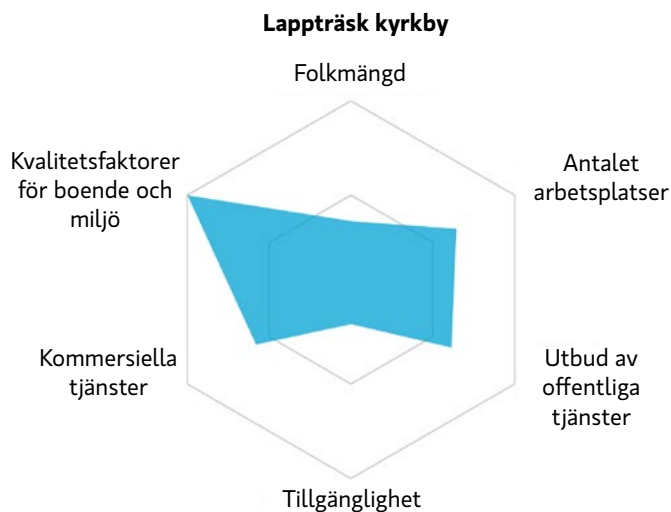 Lappträsk kyrkby
Folkmängd
Kvalitetsfaktorer
för boende och
miljö
Antalet
arbetsplatser
Kommersiella
tjänster
Utbud av
offentliga
tjänster
Tillgänglighet